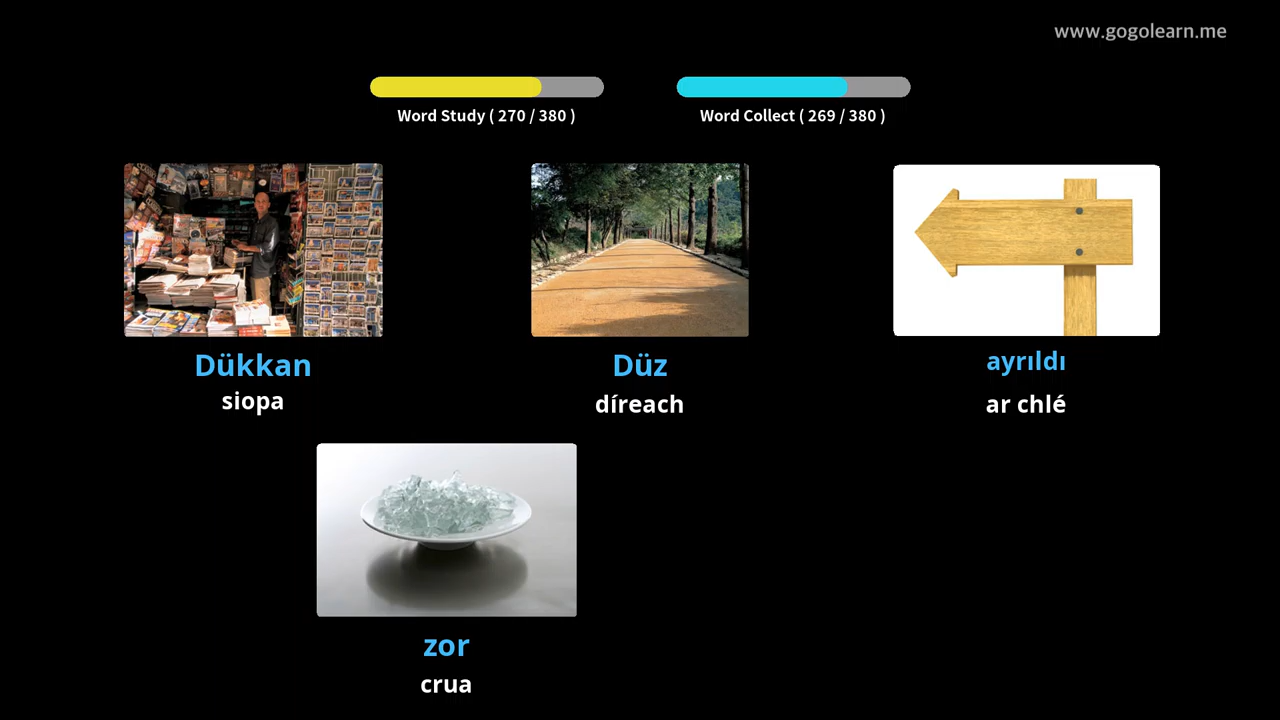 www.gogolearn.me
Word Study ( 270 / 380 )
Word Collect ( 269 / 380 )
Dükkan
siopa
Düz
díreach
ayrıldı
ar chlé
zor
crua